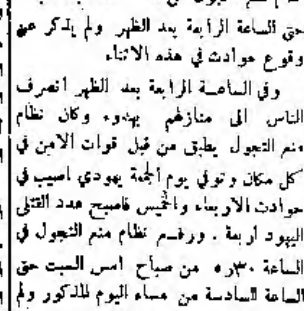 حتى الساعة الرابعة بعد الظهر ولم يذكر عن
وقوع حوادث في هذه الاثناء
وفي الساعة الرابعة بعد الظهر انصرف
الناس الى منازلهم بهدوء وكان نظام
منع التجول يطبق من قبل قوات الامن في
كل مكان وتوفي يوم الجمعة يهودي اصيب في
حوادث الاربعاء والخميس فاصبح عدد القتلى
اليهود اربعة . ورفع نظام منع التجول في
الساعة ٥ر٣٠ من صباح امس السبت حتى
الساعة السادسة من مساء اليوم المذكور ولم